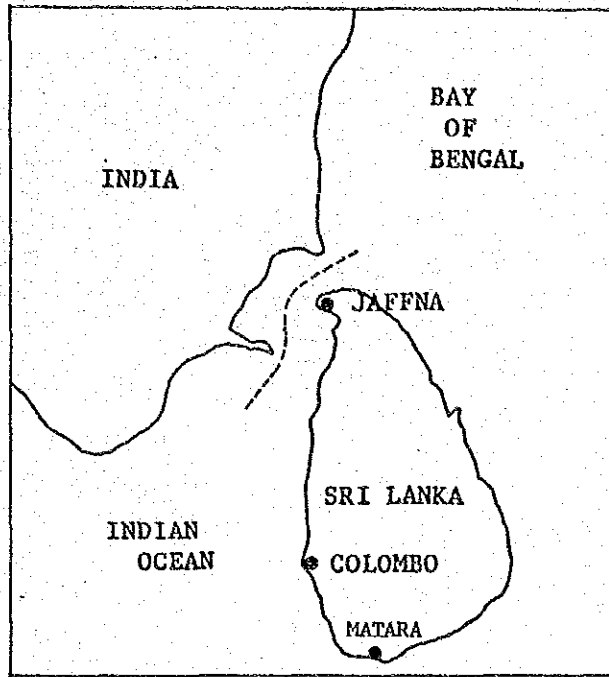 BAY
OF
BENGAL
INDIA
JAFFNA
SRI LANKA
INDIAN
OCEAN
COLOMBO
MATARA